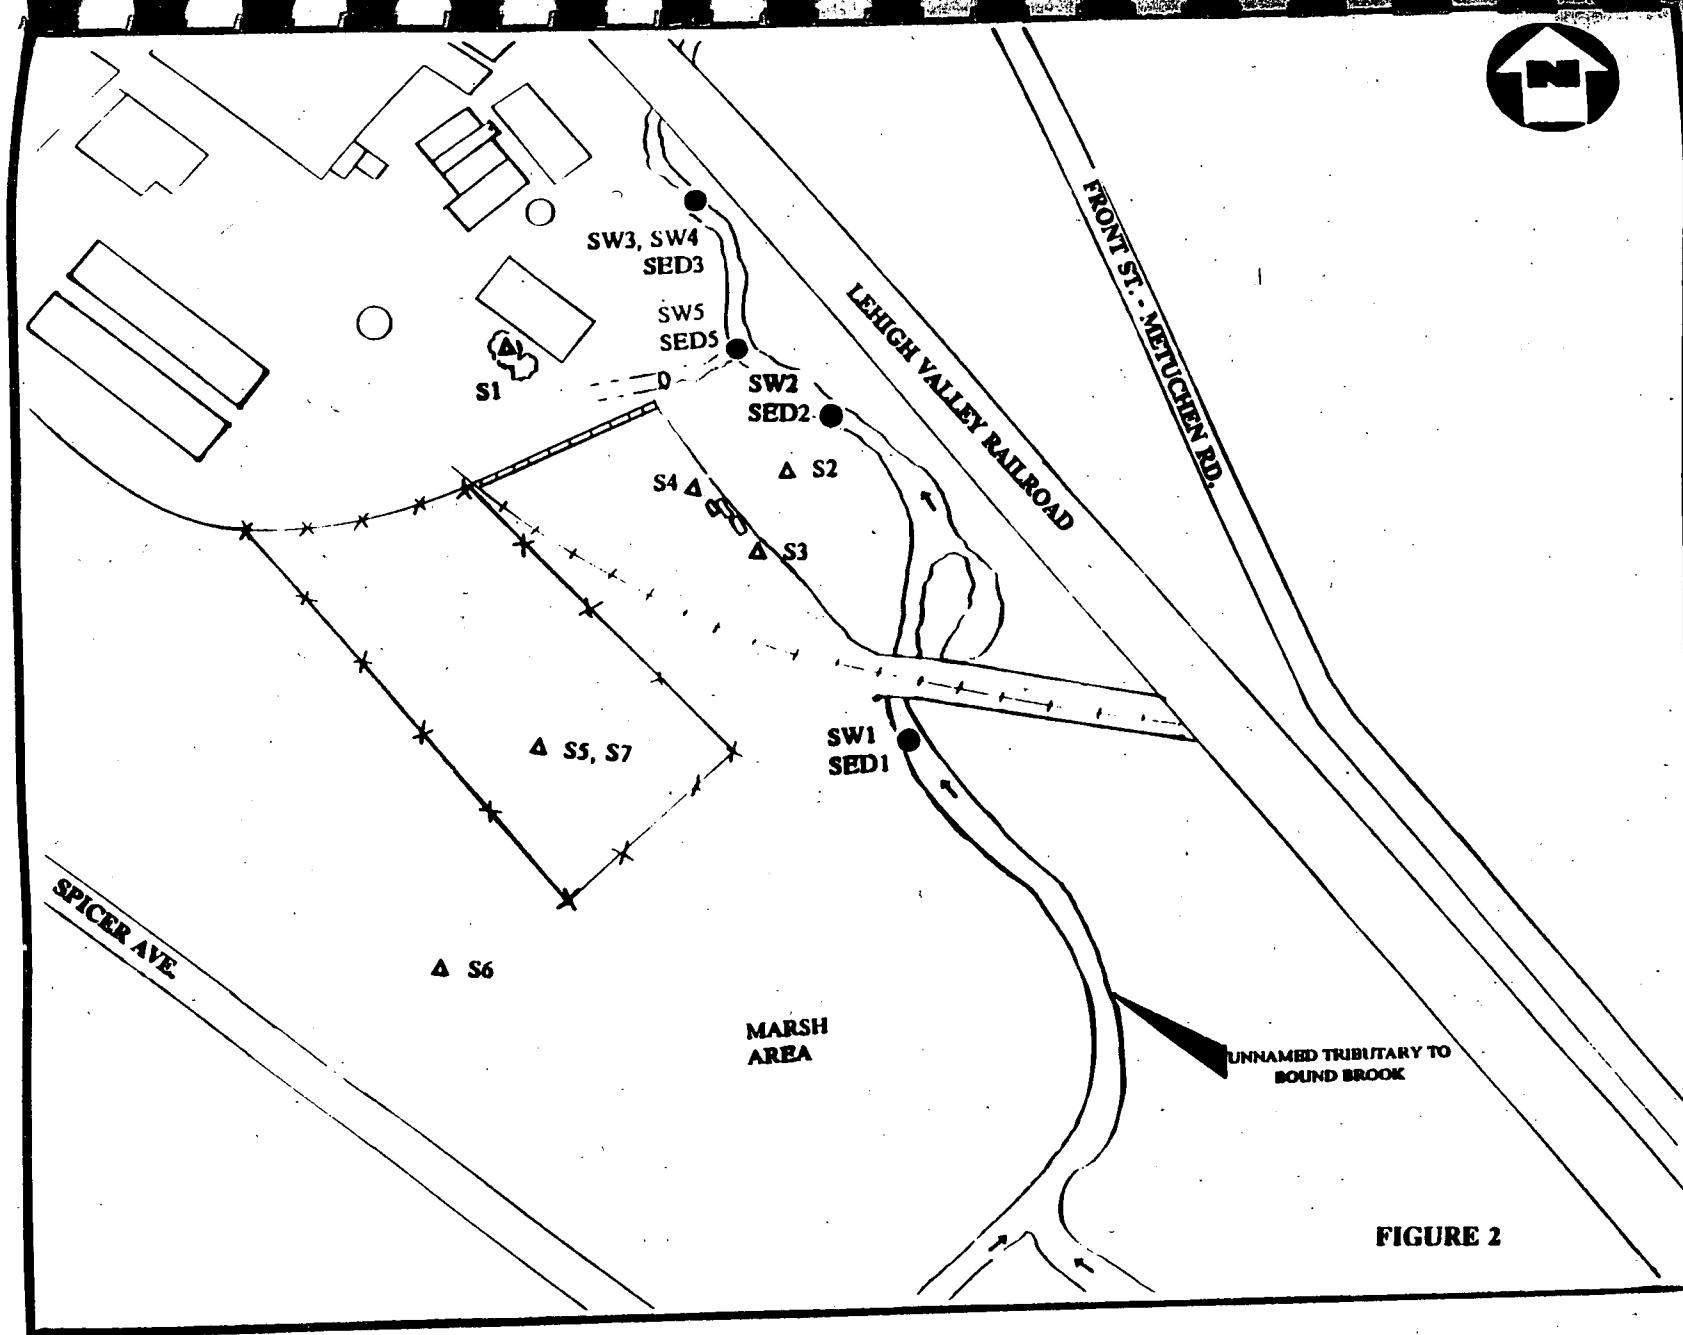 N
FRONT ST. - METUCHEN RD.
SW3, SW4
SED3
LEHIGH VALLEY RAILROAD
SW5
SED5
S1
SW2
SED2
S2
S4
S3
SW1
SED1
S5, S7
SPICER AVE.
S6
MARSH
AREA
UNNAMED TRIBUTARY TO
BOUND BROOK
FIGURE 2